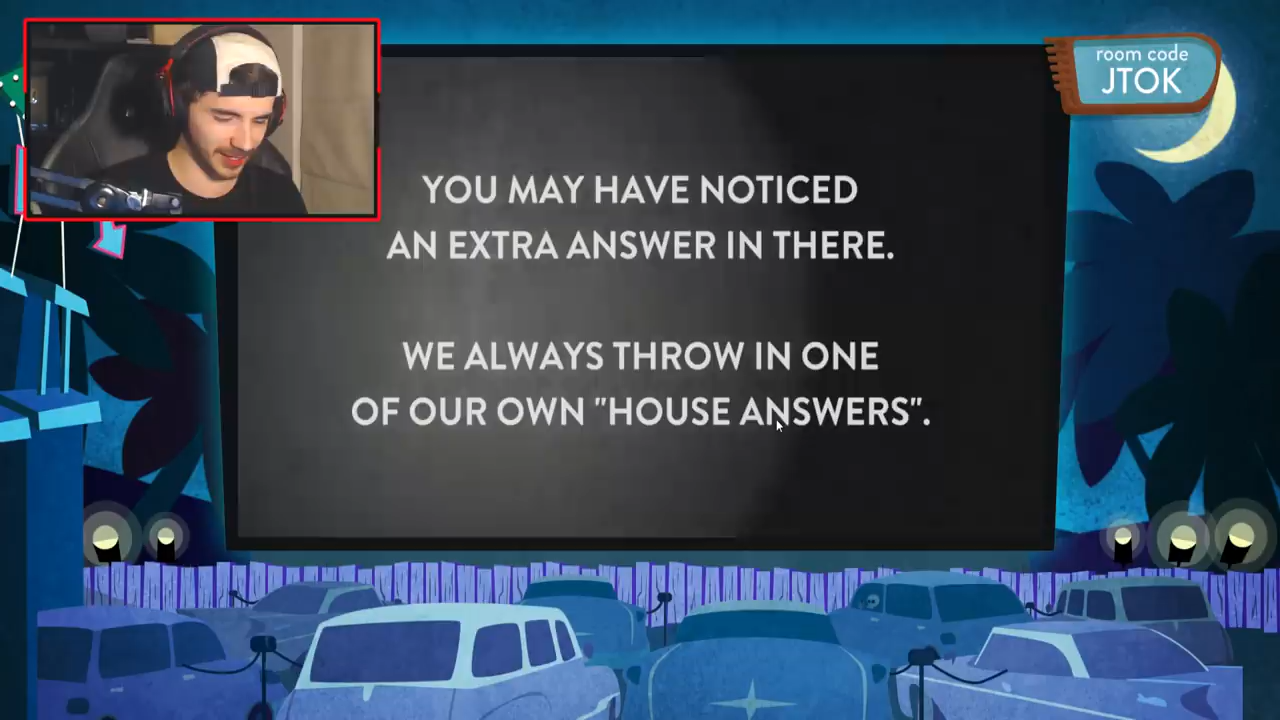 room code
JTOK
YOU MAY HAVE NOTICED
AN EXTRA ANSWER IN THERE.
WE ALWAYS THROW IN ONE
OF OUR OWN "HOUSE ANSWERS".